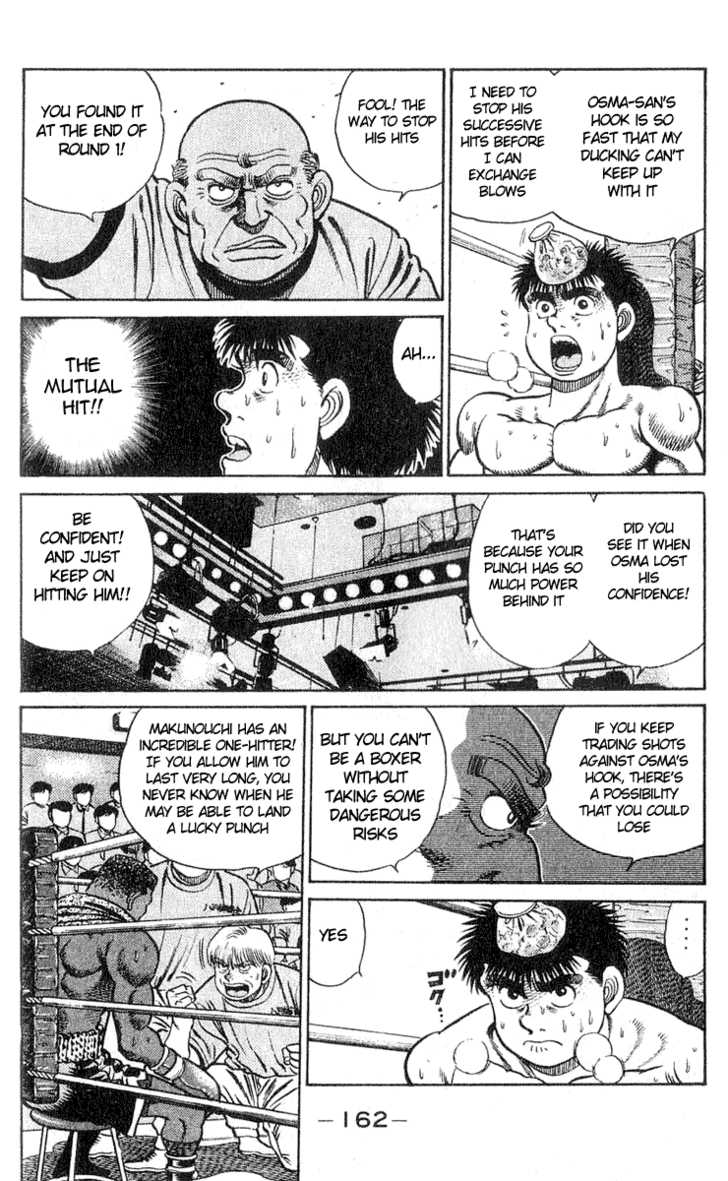 OSMA-SAN'S
HOOK IS SO
FAST THAT MY
DUCKING CAN'T
KEEP UP
WITH IT
I NEED TO
STOP HIS
SUCCESSIVE
HITS BEFORE
I CAN
EXCHANGE
BLOWS
FOOL! THE
WAY TO STOP
HIS HITS
YOU FOUND IT
AT THE END OF
ROUND 1!
AH...
THE
MUTUAL
HIT!!
DID YOU
SEE IT WHEN
OSMA LOST
HIS
CONFIDENCE!
THAT'S
BECAUSE YOUR
PUNCH HAS SO
MUCH POWER
BEHIND IT
BE
CONFIDENT!
AND JUST
KEEP ON
HITTING HIM!!
IF YOU KEEP
TRADING SHOTS
AGAINST OSMA'S
HOOK, THERE'S
A POSSIBILITY
THAT YOU COULD
LOSE
BUT YOU CAN'T
BE A BOXER
WITHOUT
TAKING SOME
DANGEROUS
RISKS
....
ゴク...
YES
MAKUNOUCHI HAS AN
INCREDIBLE ONE-HITTER!
IF YOU ALLOW HIM TO
LAST VERY LONG, YOU
NEVER KNOW WHEN HE
MAY BE ABLE TO LAND
A LUCKY PUNCH
—162—